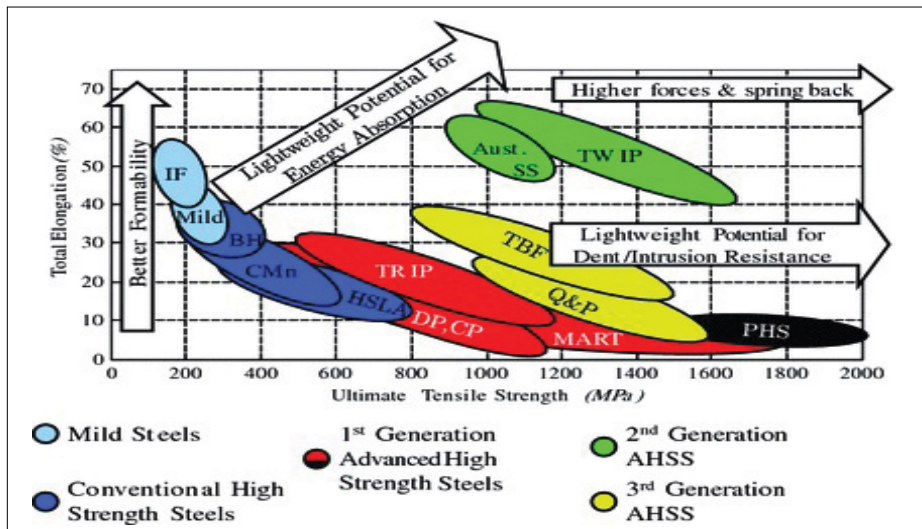 70
60
50
40
30
20
10
0
Total Elongation(%)
Better Formability
Lightweight Potential for
Energy Absorption
Higher forces & spring back
Lightweight Potential for
Dent/Intrusion Resistance
IF
Mild
BH
CMn
HSLA
DP,CP
TR IP
MART
Aust.
SS
TW IP
TBF
Q&P
PHS
0 200 400 600 800 1000 1200 1400 1600 1800 2000
Ultimate Tensile Strength (MPa)
Mild Steels
Conventional High
Strength Steels
1st Generation
Advanced High
Strength Steels
2nd Generation
AHSS
3rd Generation
AHSS